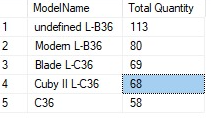 ModelName Total Quantity
1 undefined L-B36 113
2 Modern L-B36 80
3 Blade L-C36 69
4 Cuby II L-C36 68
5 C36 58